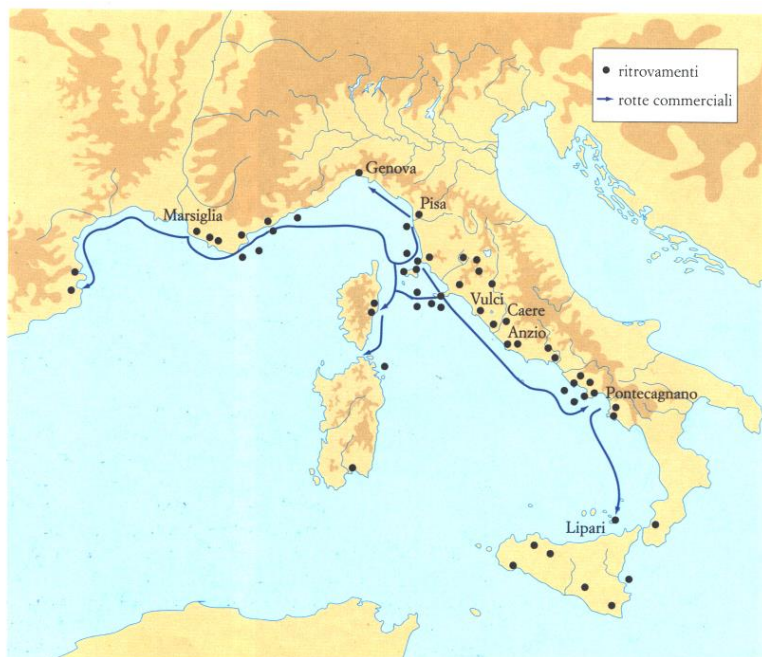 ritrovamenti
rotte commerciali
Genova
Pisa
Marsiglia
Vulci
Caere
Anzio
Pontecagnano
Lipari